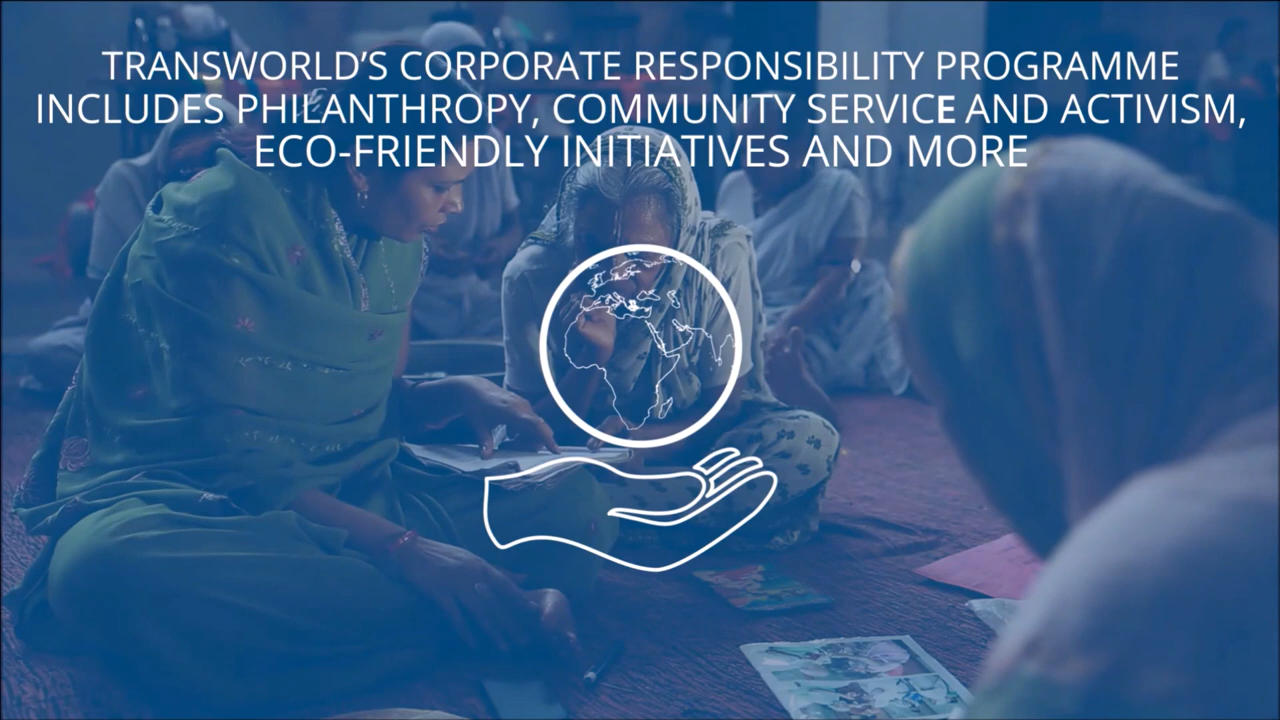 TRANSWORLD’S CORPORATE RESPONSIBILITY PROGRAMME
INCLUDES PHILANTHROPY, COMMUNITY SERVICE AND ACTIVISM,
ECO-FRIENDLY INITIATIVES AND MORE